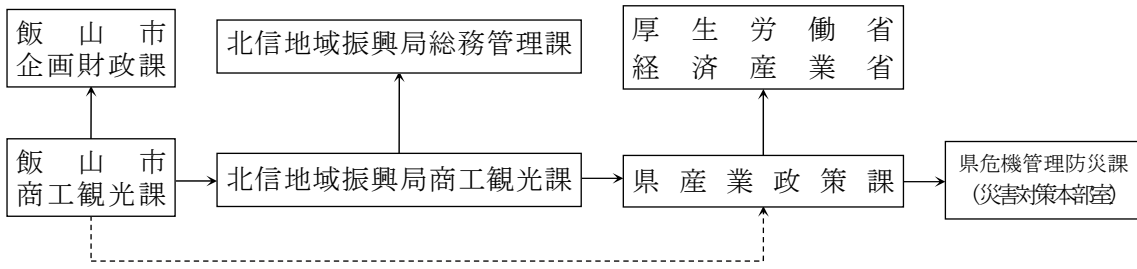 飯山市
企画財政課
北信地域振興局総務管理課
厚生労働省
経済産業省
飯山市
商工観光課
北信地域振興局商工観光課
県産業政策課
県危機管理防災課
(災害対策本部室)